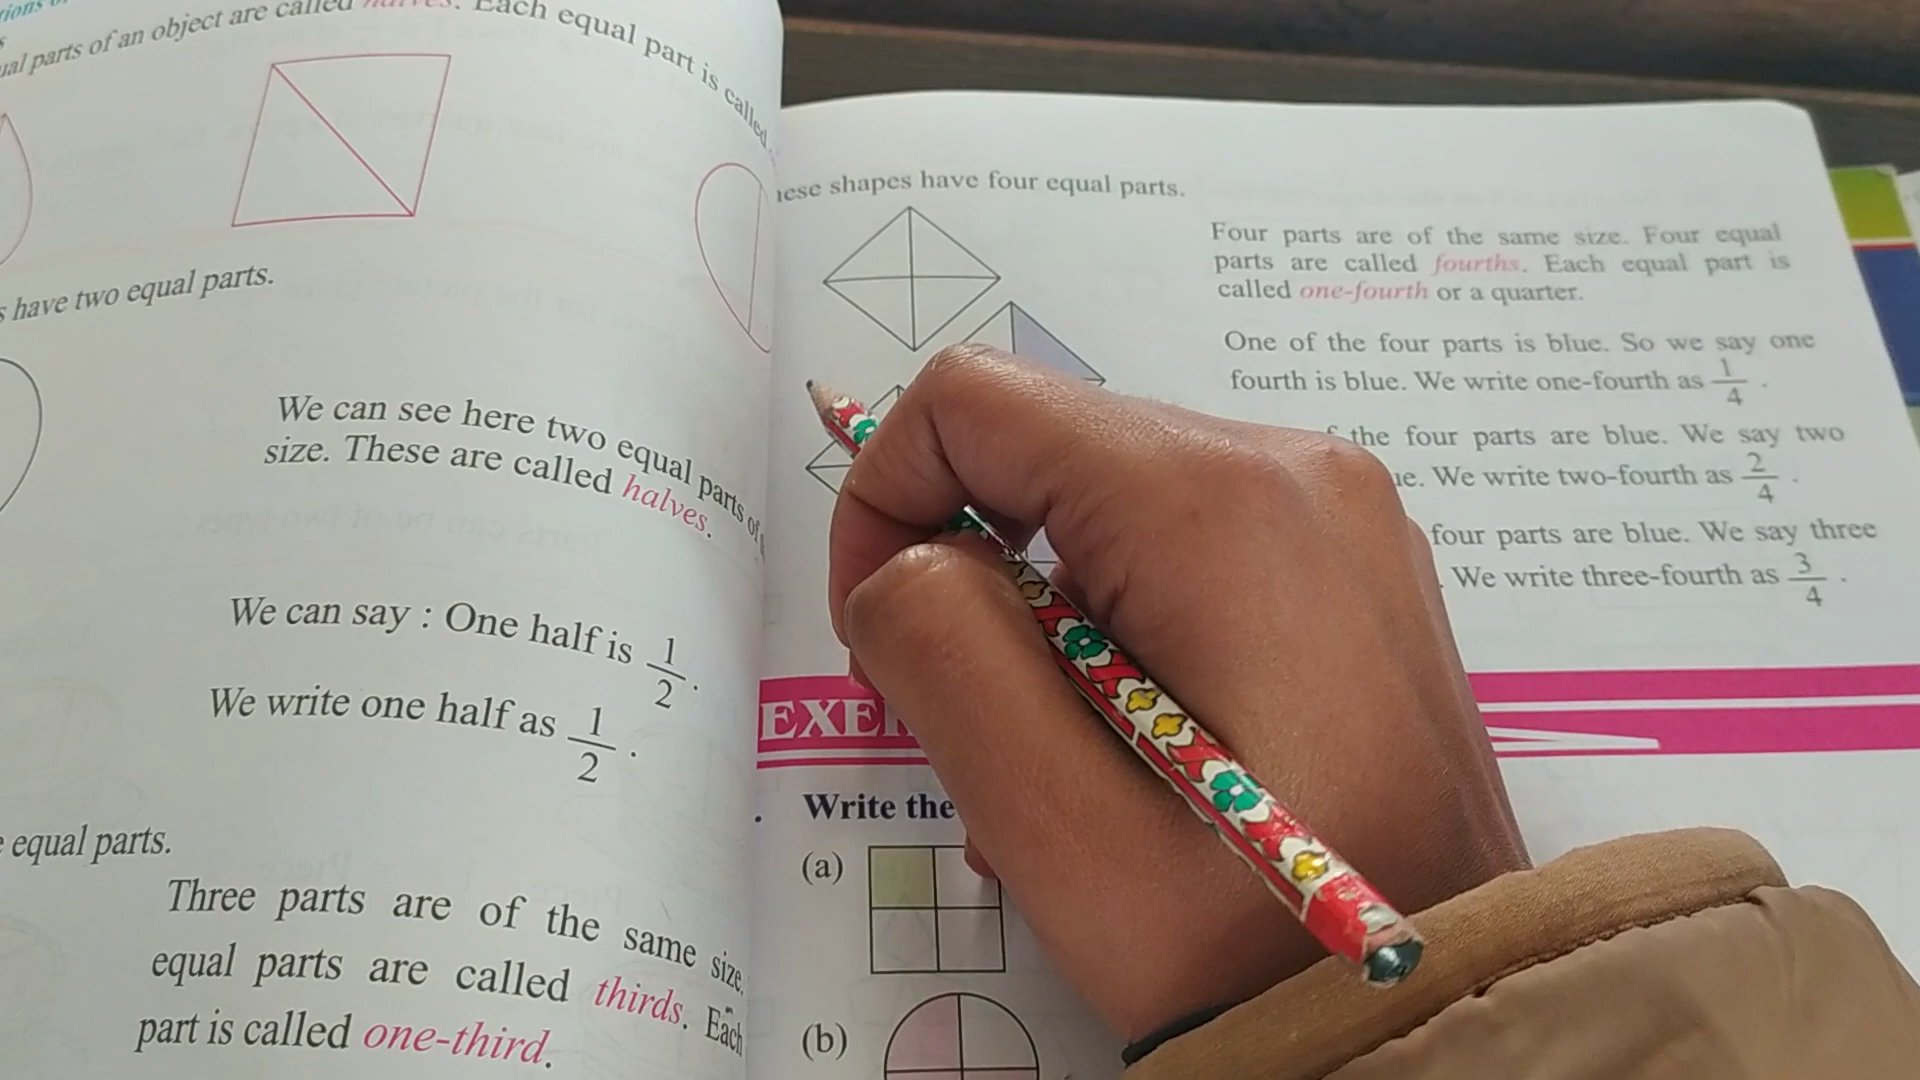 parts of an object are called halves. Each equal part is called
have two equal parts.
We can see here two equal parts of
size. These are called halves.
We can say : One half is 1/2.
We write one half as 1/2.
equal parts.
Three parts are of the same size.
equal parts are called thirds. Each
part is called one-third.
shapes have four equal parts.
Four parts are of the same size. Four equal
parts are called fourths. Each equal part is
called one-fourth or a quarter.
One of the four parts is blue. So we say one
fourth is blue. We write one-fourth as 1/4.
the four parts are blue. We say two
We write two-fourth as 2/4.
four parts are blue. We say three
We write three-fourth as 3/4.
Write the
(a)
(b)